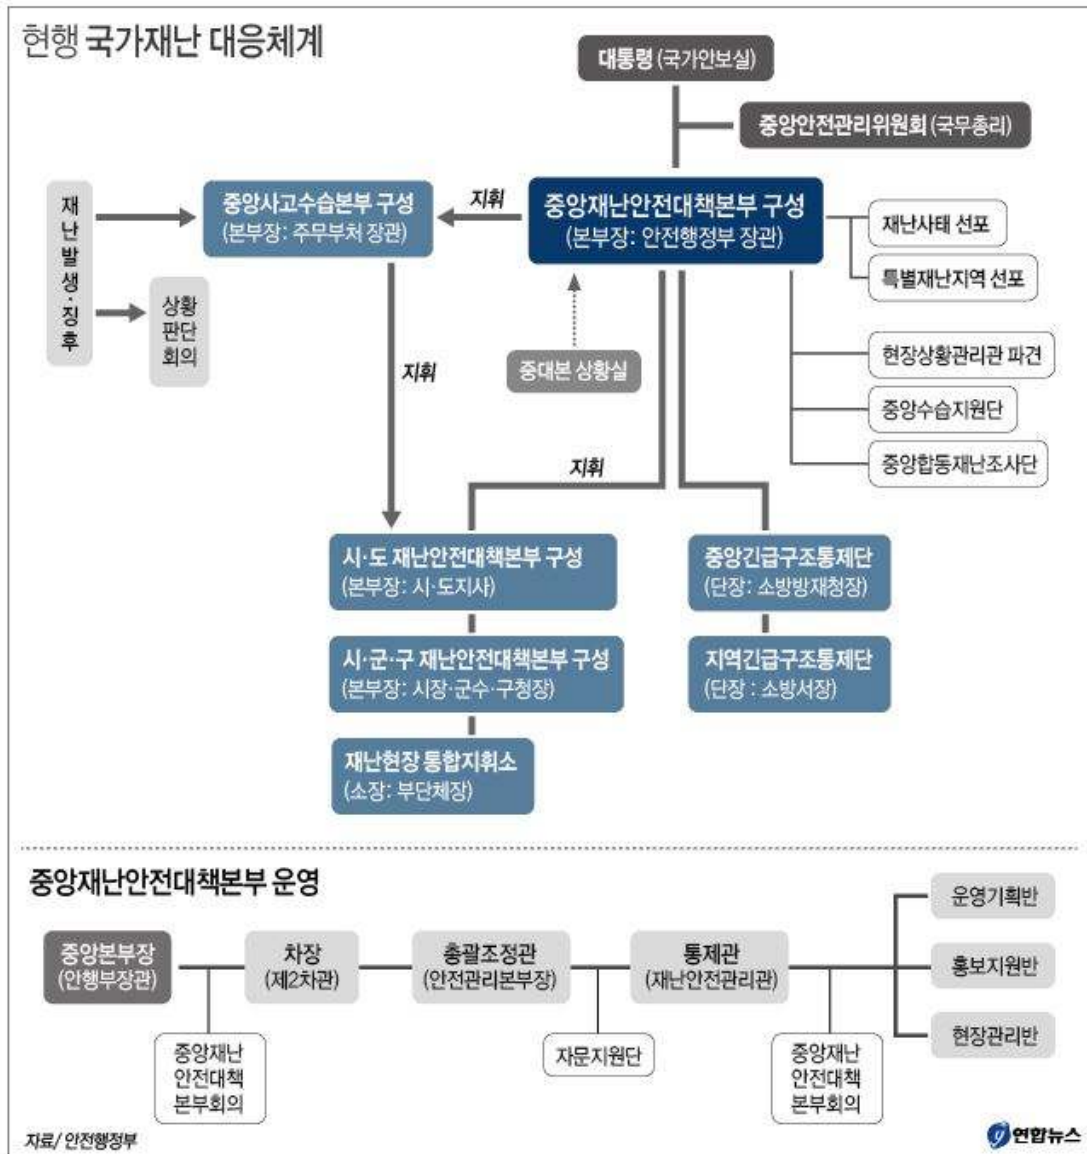 현행 국가재난 대응체계
대통령 (국가안보실)
중앙안전관리위원회 (국무총리)
재
난
발
생
·
징
후
상황
판단
회의
중앙사고수습본부 구성
(본부장: 주무부처 장관)
지휘
중앙재난안전대책본부 구성
(본부장: 안전행정부 장관)
재난사태 선포
특별재난지역 선포
중대본 상황실
현장상황관리관 파견
중앙수습지원단
중앙합동재난조사단
지휘
지휘
시·도 재난안전대책본부 구성
(본부장: 시·도지사)
시·군·구 재난안전대책본부 구성
(본부장: 시장·군수·구청장)
재난현장 통합지휘소
(소장: 부단체장)
중앙긴급구조통제단
(단장: 소방방재청장)
지역긴급구조통제단
(단장 : 소방서장)
중앙재난안전대책본부 운영
중앙본부장
(안행부장관)
차장
(제2차관)
총괄조정관
(안전관리본부장)
통제관
(재난안전관리관)
운영기획반
홍보지원반
현장관리반
중앙재난
안전대책
본부회의
자문지원단
중앙재난
안전대책
본부회의
자료/ 안전행정부
연합뉴스